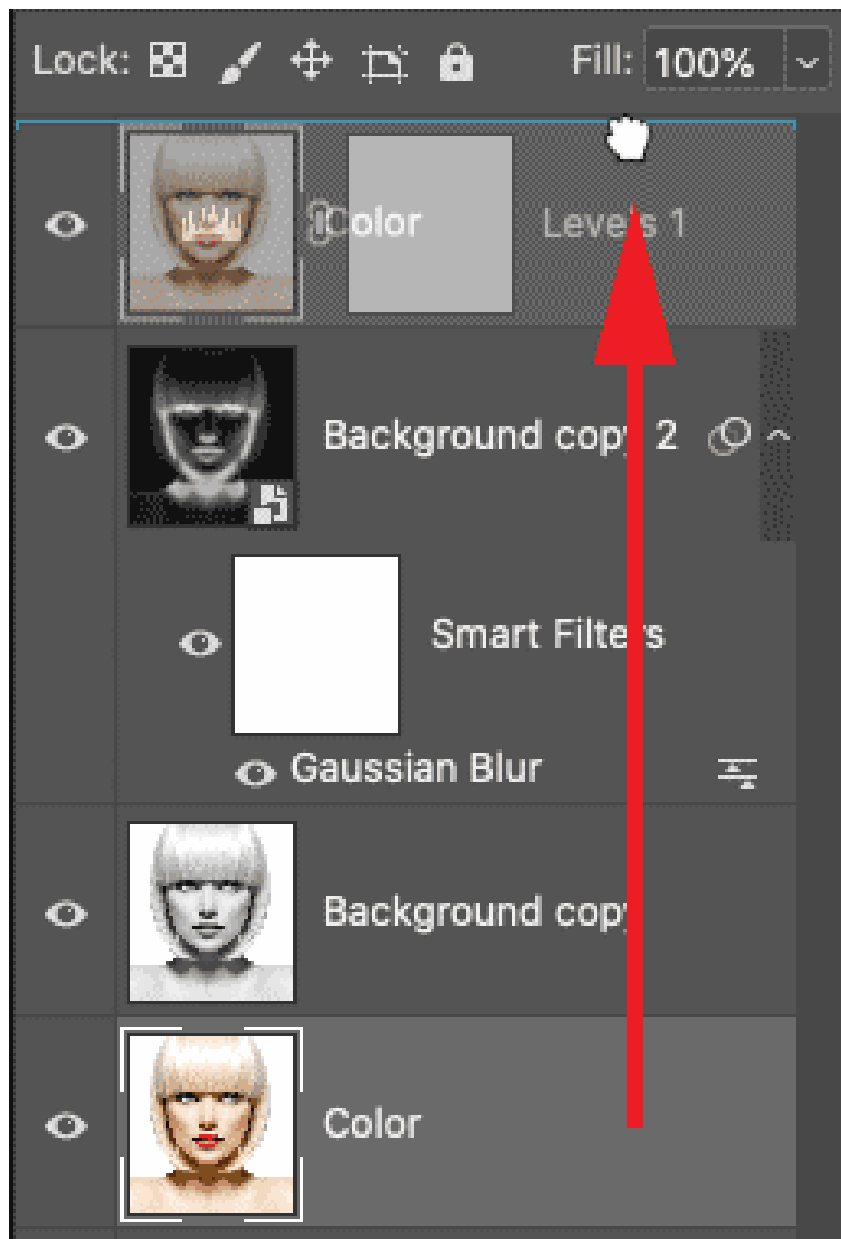 Lock: Fill: 100%
Color Levels 1
Background copy 2
Smart Filters
Gaussian Blur
Background copy
Color